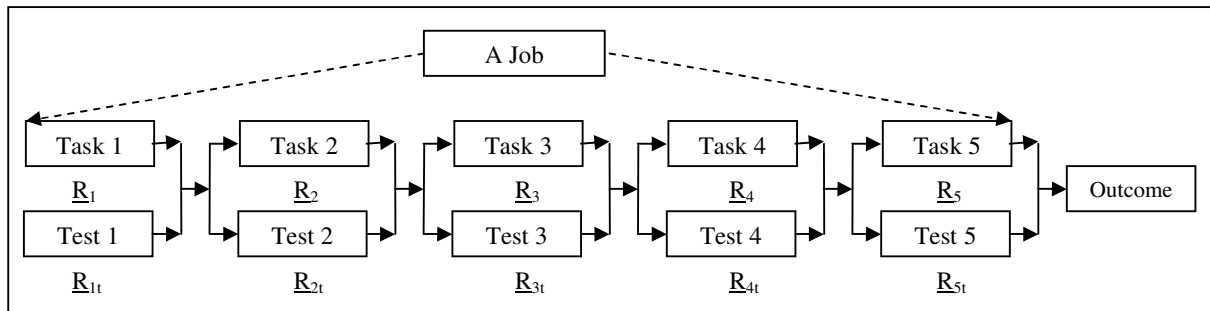 A Job
Task 1 Task 2 Task 3 Task 4 Task 5
R1 R2 R3 R4 R5 Outcome
Test 1 Test 2 Test 3 Test 4 Test 5
R1t R2t R3t R4t R5t